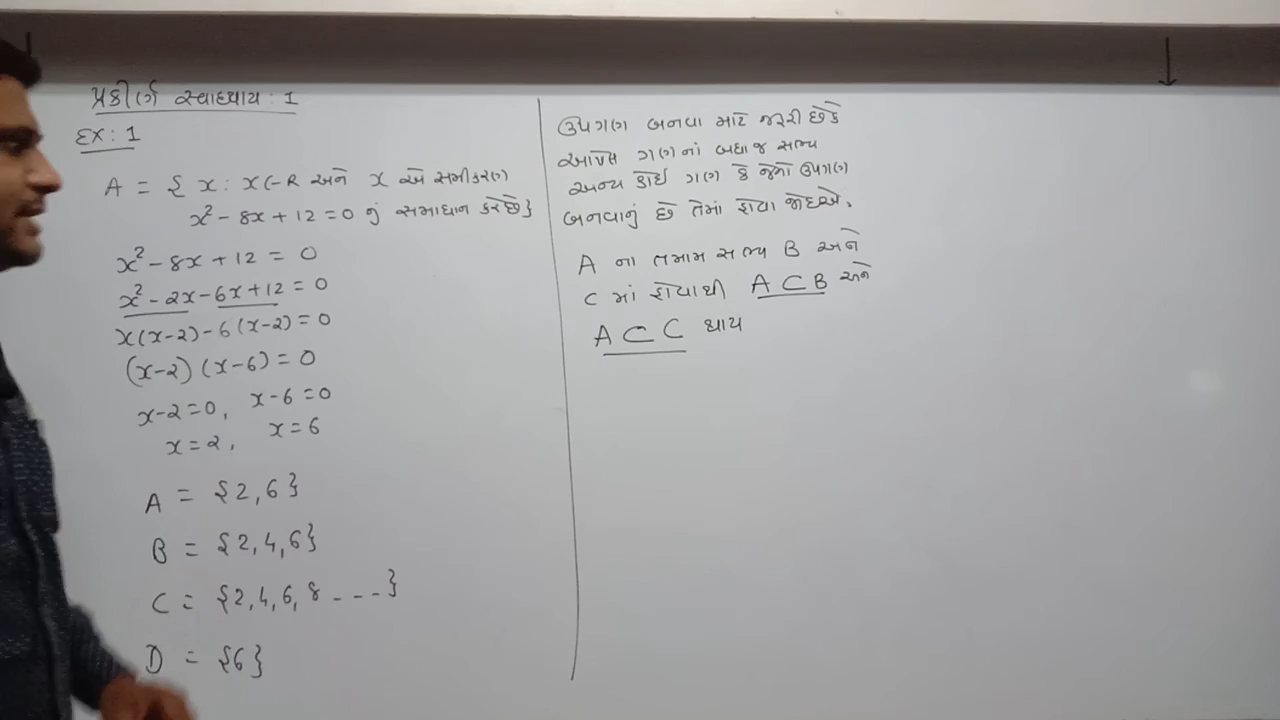 પ્રકીર્ણ સ્વાધ્યાય : 1
Ex : 1
A = { x : x ∈ R અને x એ સમીકરણ
x² - 8x + 12 = 0 નું સમાધાન કરે છે }
x² - 8x + 12 = 0
x² - 2x - 6x + 12 = 0
x(x-2) - 6(x-2) = 0
(x-2) (x-6) = 0
x-2 = 0, x-6 = 0
x = 2, x = 6
A = {2, 6}
B = {2, 4, 6}
C = {2, 4, 6, 8 ----}
D = {6}
ઉપગણ બનવા માટે જરૂરી છે કે
આપેલ ગણનાં બધા જ સભ્ય
અન્ય કોઈ ગણ કે જેનો ઉપગણ
બનવાનું છે તેમાં હોવા જોઇએ.
A ના તમામ સભ્ય B અને
C માં હોવાથી A ⊂ B અને
A ⊂ C થાય